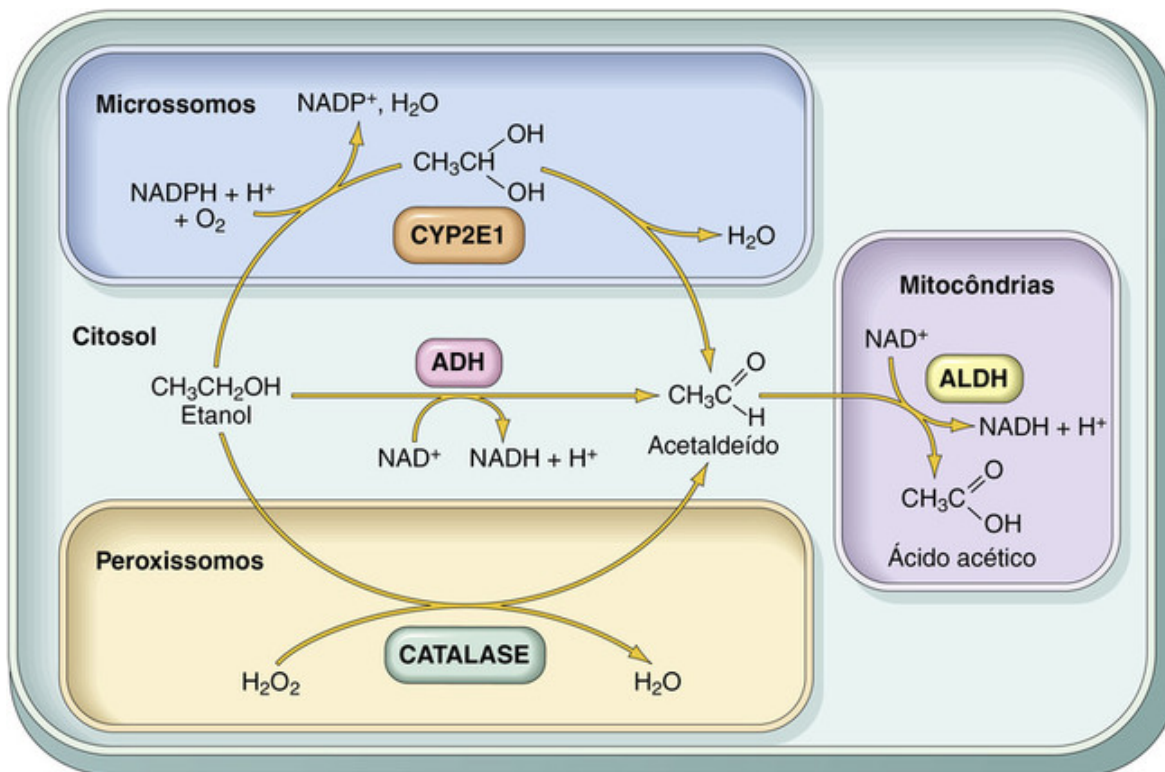 Microssomos
NADP⁺, H₂O
OH
CH₃CH
OH
NADPH + H⁺
+ O₂
CYP2E1
H₂O
Mitocôndrias
Citosol
NAD⁺
ADH
ALDH
CH₃CH₂OH
Etanol
O
CH₃C
H
Acetaldeído
NAD⁺
NADH + H⁺
NADH + H⁺
O
CH₃C
OH
Ácido acético
Peroxissomos
CATALASE
H₂O₂
H₂O